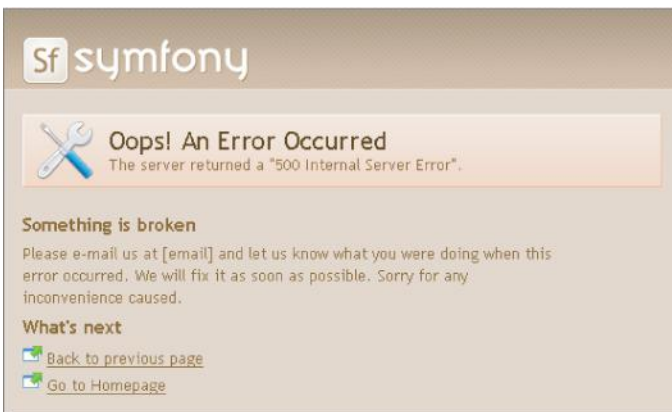 Sf symfony
Oops! An Error Occurred
The server returned a "500 Internal Server Error".
Something is broken
Please e-mail us at [email] and let us know what you were doing when this
error occurred. We will fix it as soon as possible. Sorry for any
inconvenience caused.
What's next
Back to previous page
Go to Homepage